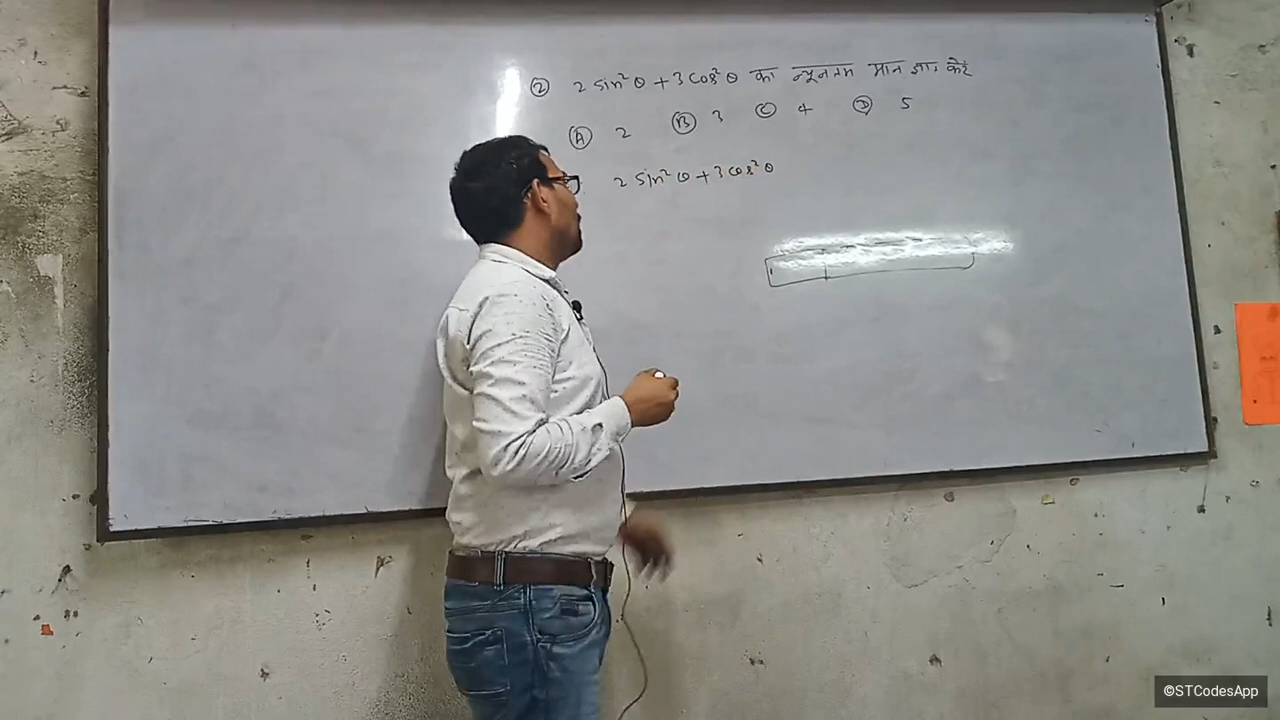 ② 2 sin²θ + 3 cos²θ का न्यूनतम मान ज्ञात करें
Ⓐ 2 Ⓑ 3 Ⓒ 4 Ⓓ 5
2 sin²θ + 3 cos²θ
©STCodesApp